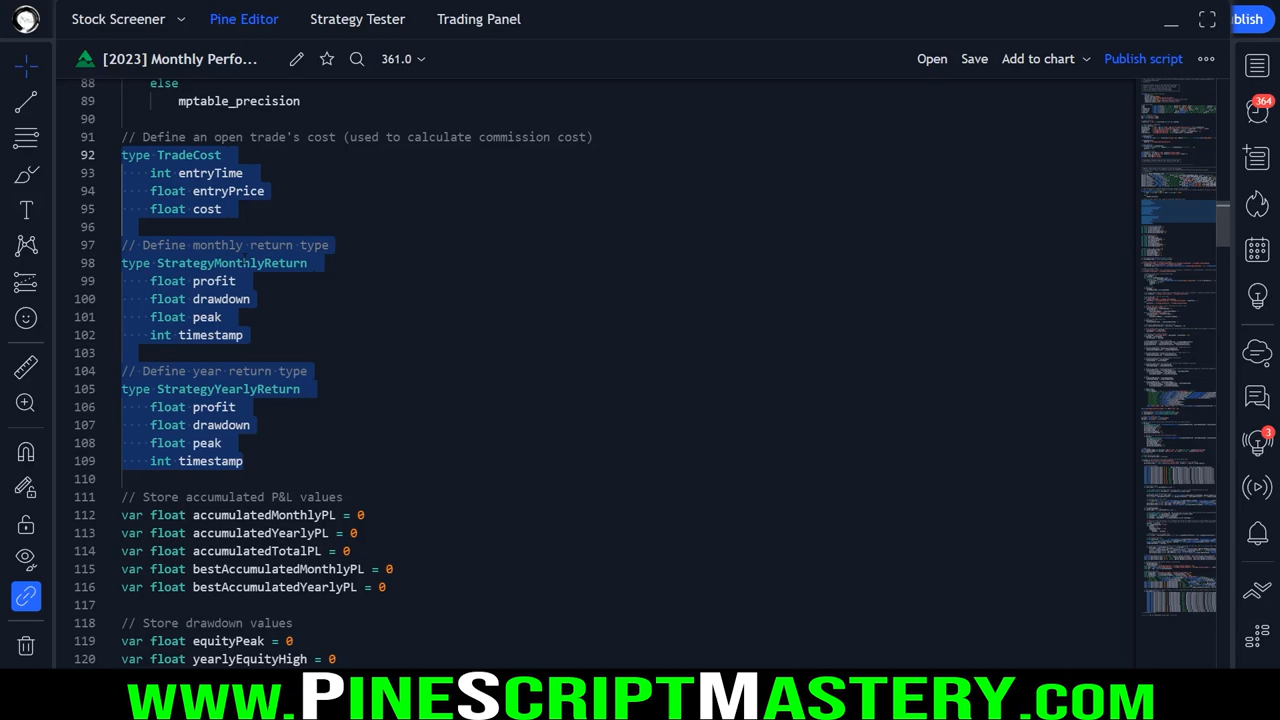 Stock Screener Pine Editor Strategy Tester Trading Panel blish
[2023] Monthly Perfo... 361.0 Open Save Add to chart Publish script
364
88 else
89 mptable_precision
90
91 // Define an open trade's cost (used to calculate commission cost)
92 type TradeCost
93 int entryTime
94 float entryPrice
95 float cost
96
97 // Define monthly return type
98 type StrategyMonthlyReturn
99 float profit
100 float drawdown
101 float peak
102 int timestamp
103
104 // Define year return type
105 type StrategyYearlyReturn
106 float profit
107 float drawdown
108 float peak
109 int timestamp
110
111 // Store accumulated P&L values
112 var float accumulatedMonthlyPL = 0
113 var float accumulatedYearlyPL = 0
114 var float accumulatedTotalPL = 0
115 var float bestAccumulatedMonthlyPL = 0
116 var float bestAccumulatedYearlyPL = 0
117
118 // Store drawdown values
119 var float equityPeak = 0
120 var float yearlyEquityHigh = 0
3
www.PineScriptMastery.com